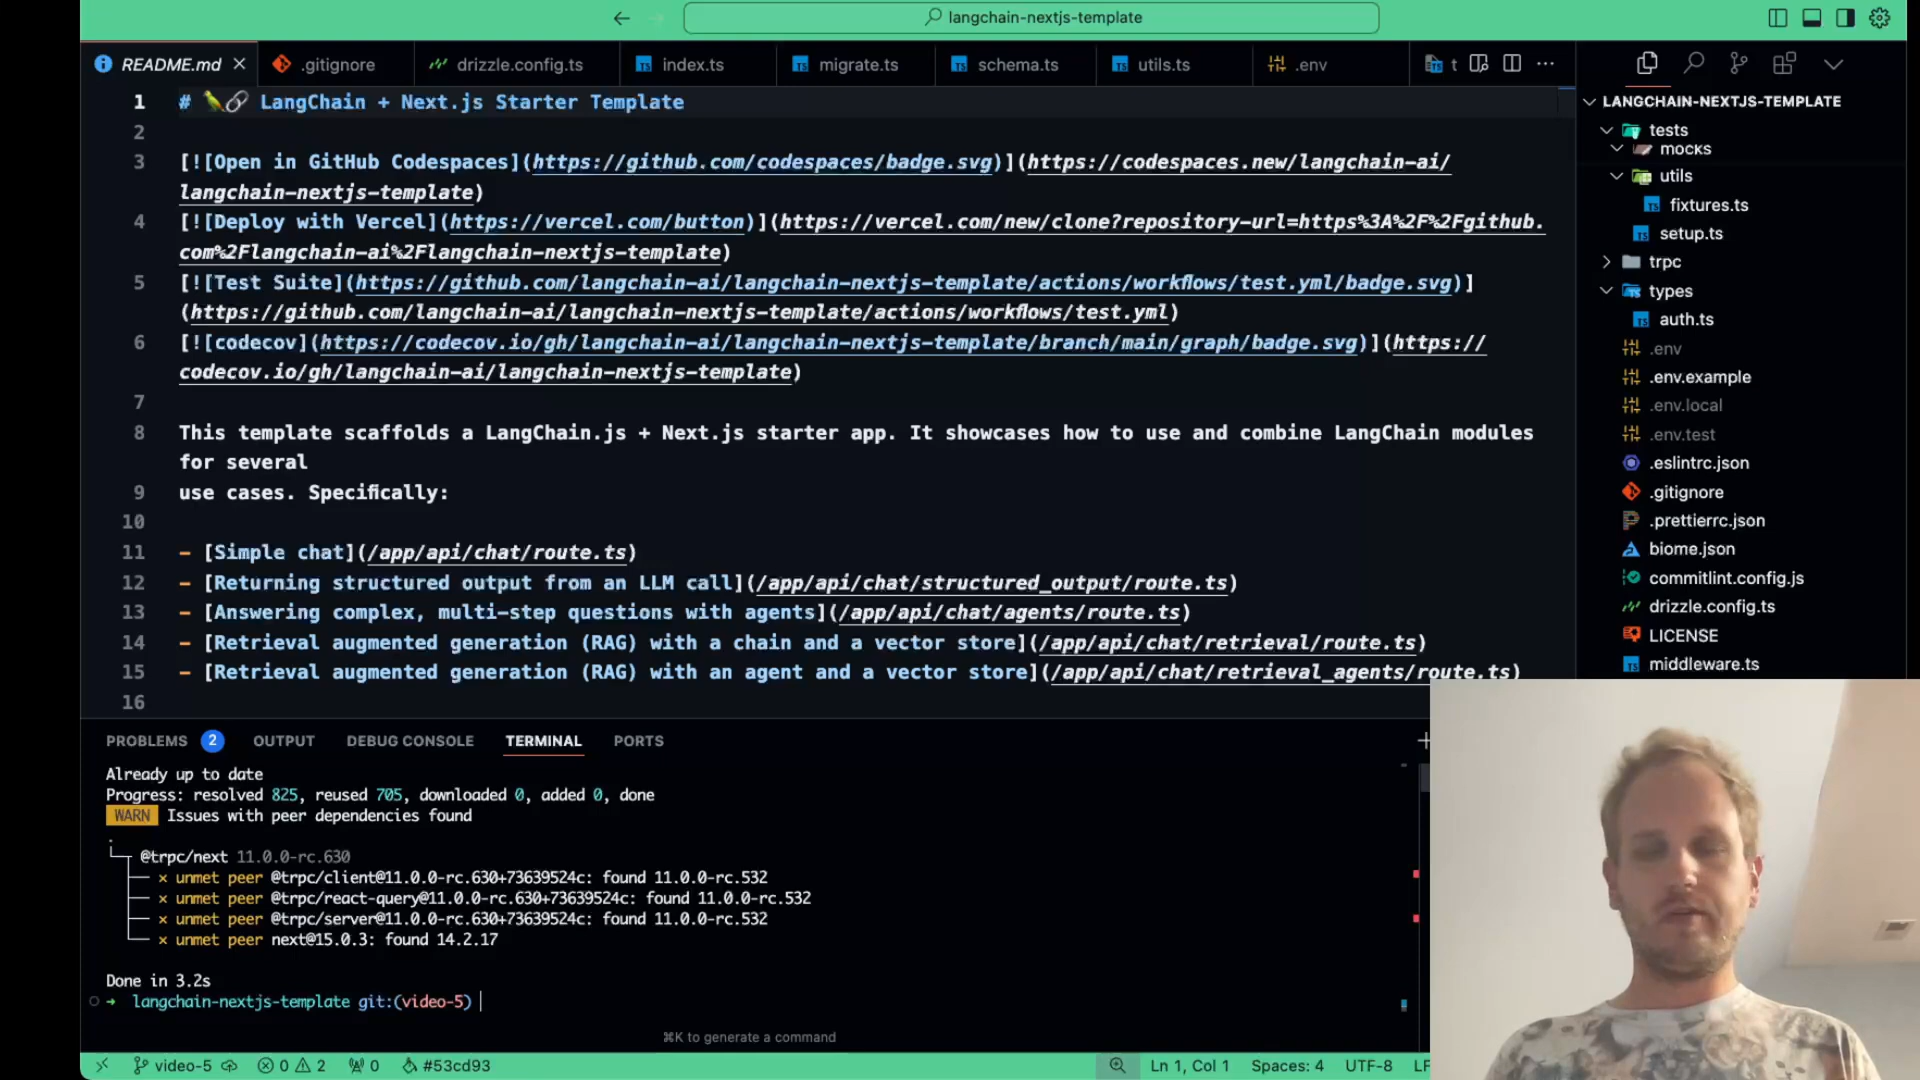 langchain-nextjs-template
README.md
.gitignore
drizzle.config.ts
index.ts
migrate.ts
schema.ts
utils.ts
.env
t
1 # LangChain + Next.js Starter Template
2
3 [![Open in GitHub Codespaces](https://github.com/codespaces/badge.svg)](https://codespaces.new/langchain-ai/
langchain-nextjs-template)
4 [![Deploy with Vercel](https://vercel.com/button)](https://vercel.com/new/clone?repository-url=https%3A%2F%2Fgithub.
com%2Flangchain-ai%2Flangchain-nextjs-template)
5 [![Test Suite](https://github.com/langchain-ai/langchain-nextjs-template/actions/workflows/test.yml/badge.svg)]
(https://github.com/langchain-ai/langchain-nextjs-template/actions/workflows/test.yml)
6 [![codecov](https://codecov.io/gh/langchain-ai/langchain-nextjs-template/branch/main/graph/badge.svg)](https://
codecov.io/gh/langchain-ai/langchain-nextjs-template)
7
8 This template scaffolds a LangChain.js + Next.js starter app. It showcases how to use and combine LangChain modules
for several
9 use cases. Specifically:
10
11 - [Simple chat](/app/api/chat/route.ts)
12 - [Returning structured output from an LLM call](/app/api/chat/structured_output/route.ts)
13 - [Answering complex, multi-step questions with agents](/app/api/chat/agents/route.ts)
14 - [Retrieval augmented generation (RAG) with a chain and a vector store](/app/api/chat/retrieval/route.ts)
15 - [Retrieval augmented generation (RAG) with an agent and a vector store](/app/api/chat/retrieval_agents/route.ts)
16
LANGCHAIN-NEXTJS-TEMPLATE
tests
mocks
utils
fixtures.ts
setup.ts
trpc
types
auth.ts
.env
.env.example
.env.local
.env.test
.eslintrc.json
.gitignore
.prettierrc.json
biome.json
commitlint.config.js
drizzle.config.ts
LICENSE
middleware.ts
PROBLEMS 2 OUTPUT DEBUG CONSOLE TERMINAL PORTS
Already up to date
Progress: resolved 825, reused 705, downloaded 0, added 0, done
WARN Issues with peer dependencies found
.
└─┬ @trpc/next 11.0.0-rc.630
├── ✕ unmet peer @trpc/client@11.0.0-rc.630+73639524c: found 11.0.0-rc.532
├── ✕ unmet peer @trpc/react-query@11.0.0-rc.630+73639524c: found 11.0.0-rc.532
├── ✕ unmet peer @trpc/server@11.0.0-rc.630+73639524c: found 11.0.0-rc.532
└── ✕ unmet peer next@15.0.3: found 14.2.17
Done in 3.2s
➜ langchain-nextjs-template git:(video-5)
⌘K to generate a command
video-5 0 2 0 #53cd93 Ln 1, Col 1 Spaces: 4 UTF-8 LF